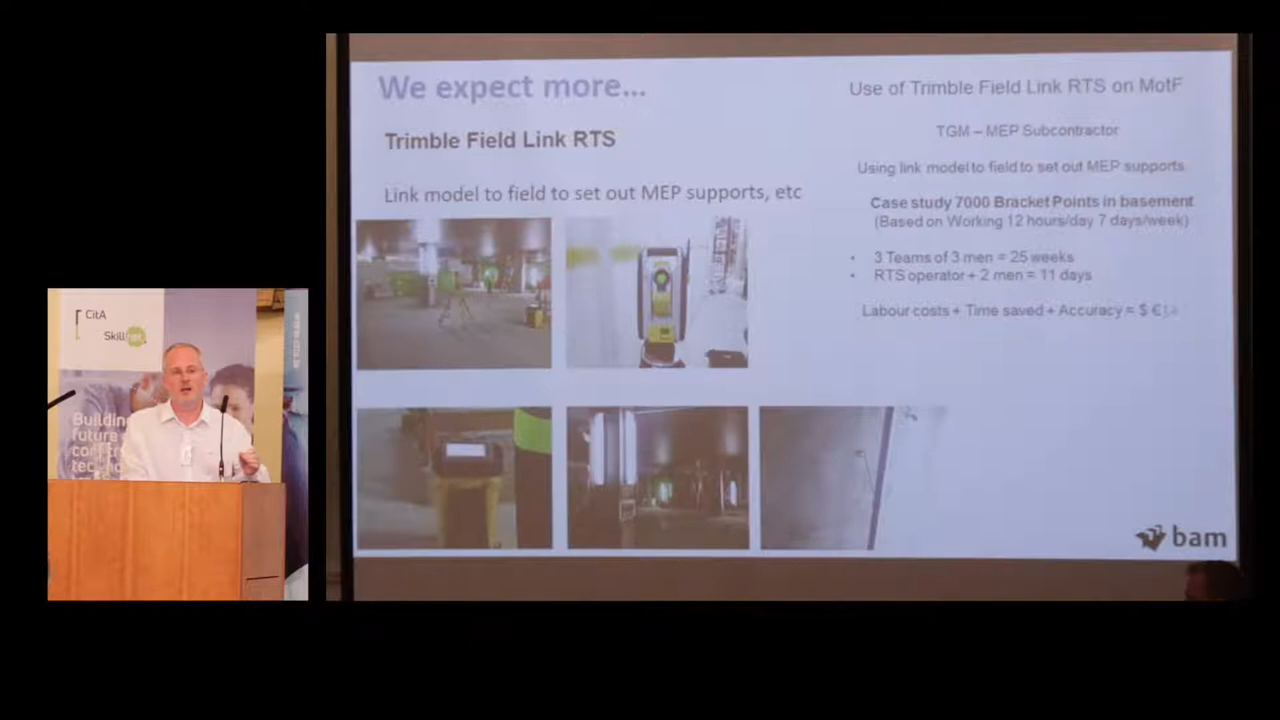 We expect more...
Trimble Field Link RTS
Link model to field to set out MEP supports, etc
Use of Trimble Field Link RTS on MotF
TGM – MEP Subcontractor
Using link model to field to set out MEP supports.
Case study 7000 Bracket Points in basement
(Based on Working 12 hours/day 7 days/week)
• 3 Teams of 3 men = 25 weeks
• RTS operator + 2 men = 11 days
Labour costs + Time saved + Accuracy = $ €
bam
CitA
Skillnet
Building
future